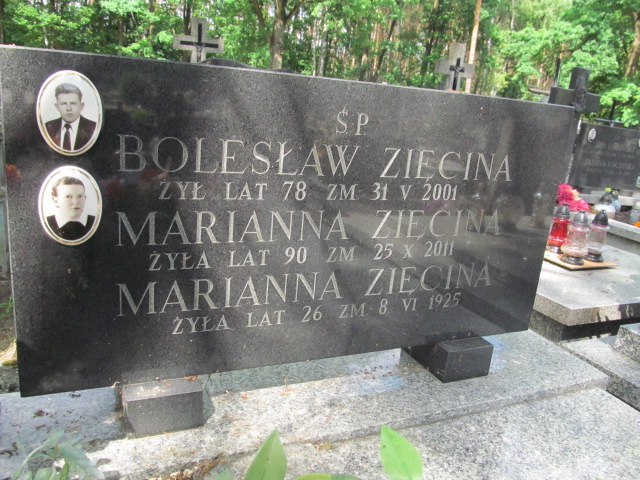 ŚP
BOLESŁAW ZIĘCINA
ŻYŁ LAT 78 ZM 31 V 2001
MARIANNA ZIĘCINA
ŻYŁA LAT 90 ZM 25 X 2011
MARIANNA ZIĘCINA
ŻYŁA LAT 26 ZM 8 VI 1925